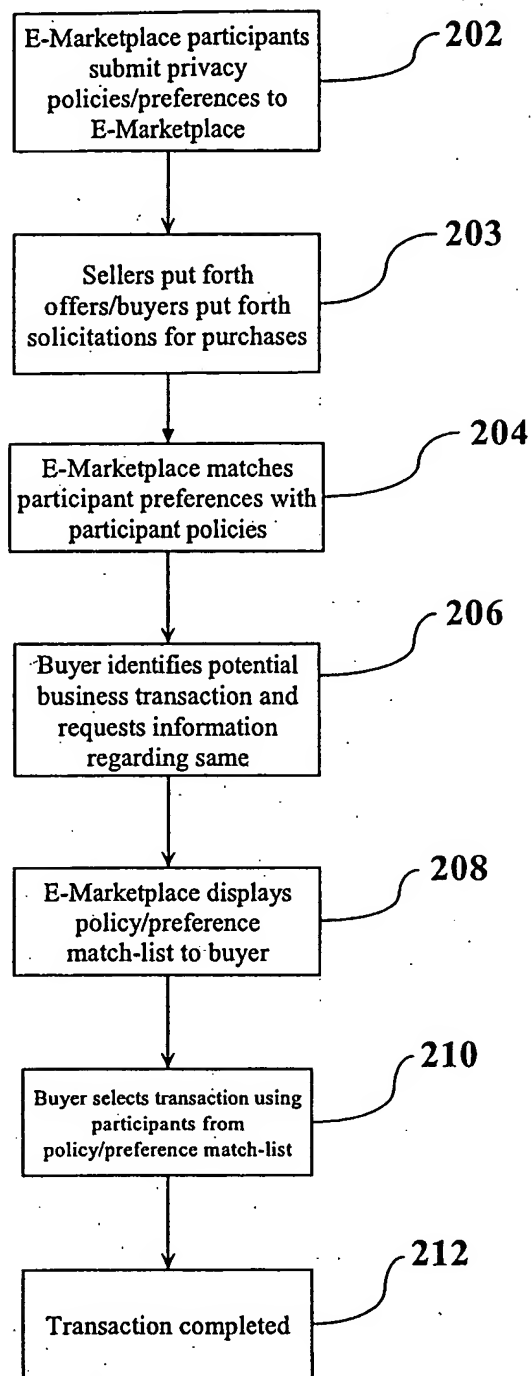 E-Marketplace participants
submit privacy
policies/preferences to
E-Marketplace
202
Sellers put forth
offers/buyers put forth
solicitations for purchases
203
E-Marketplace matches
participant preferences with
participant policies
204
Buyer identifies potential
business transaction and
requests information
regarding same
206
E-Marketplace displays
policy/preference
match-list to buyer
208
Buyer selects transaction using
participants from
policy/preference match-list
210
Transaction completed
212